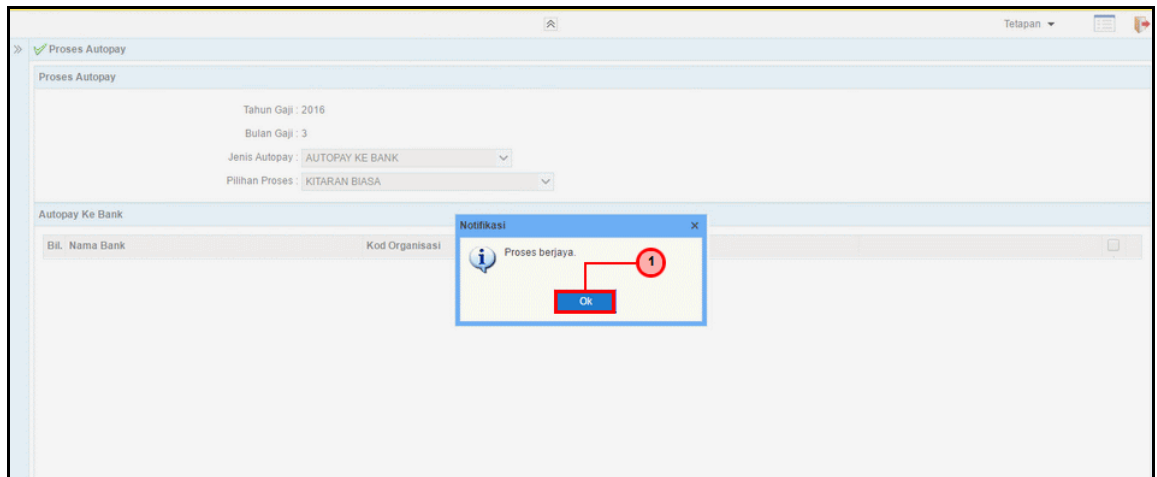 Tetapan
Proses Autopay
Proses Autopay
Tahun Gaji : 2016
Bulan Gaji : 3
Jenis Autopay : AUTOPAY KE BANK
Pilihan Proses : KITARAN BIASA
Autopay Ke Bank
Bil. Nama Bank Kod Organisasi
Notifikasi
Proses berjaya.
1
Ok